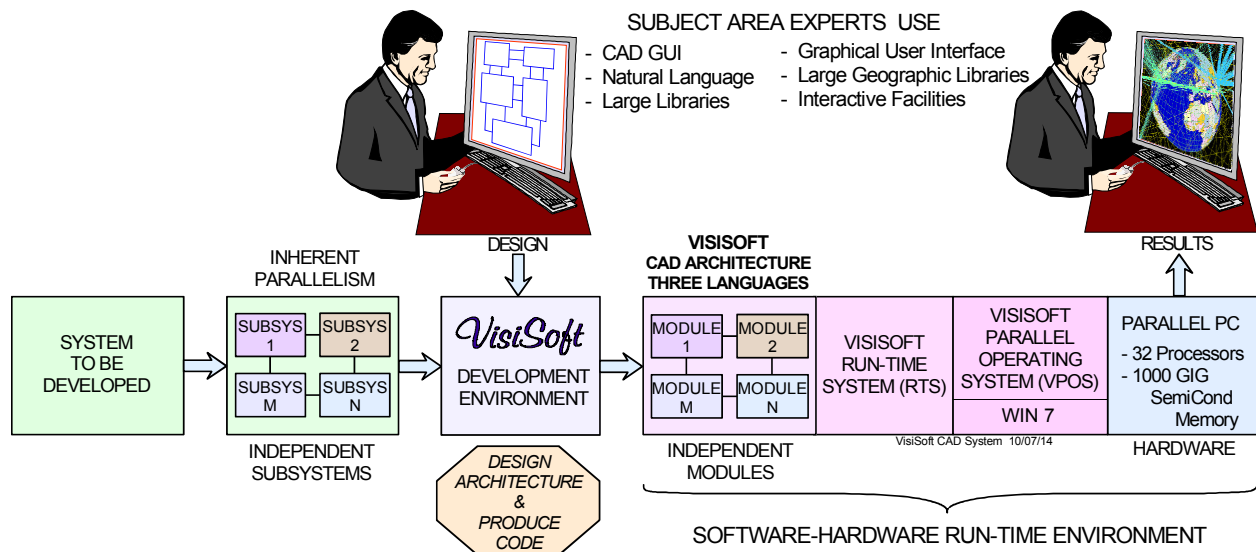 SUBJECT AREA EXPERTS USE
- CAD GUI
- Natural Language
- Large Libraries
- Graphical User Interface
- Large Geographic Libraries
- Interactive Facilities
DESIGN
RESULTS
SYSTEM
TO BE
DEVELOPED
INHERENT
PARALLELISM
SUBSYS
1
SUBSYS
2
SUBSYS
M
SUBSYS
N
INDEPENDENT
SUBSYSTEMS
VisiSoft
DEVELOPMENT
ENVIRONMENT
DESIGN
ARCHITECTURE
&
PRODUCE
CODE
VISISOFT
CAD ARCHITECTURE
THREE LANGUAGES
MODULE
1
MODULE
2
MODULE
M
MODULE
N
INDEPENDENT
MODULES
VISISOFT
RUN-TIME
SYSTEM (RTS)
VISISOFT
PARALLEL
OPERATING
SYSTEM (VPOS)
WIN 7
PARALLEL PC
- 32 Processors
- 1000 GIG
SemiCond
Memory
VisiSoft CAD System 10/07/14
HARDWARE
SOFTWARE-HARDWARE RUN-TIME ENVIRONMENT